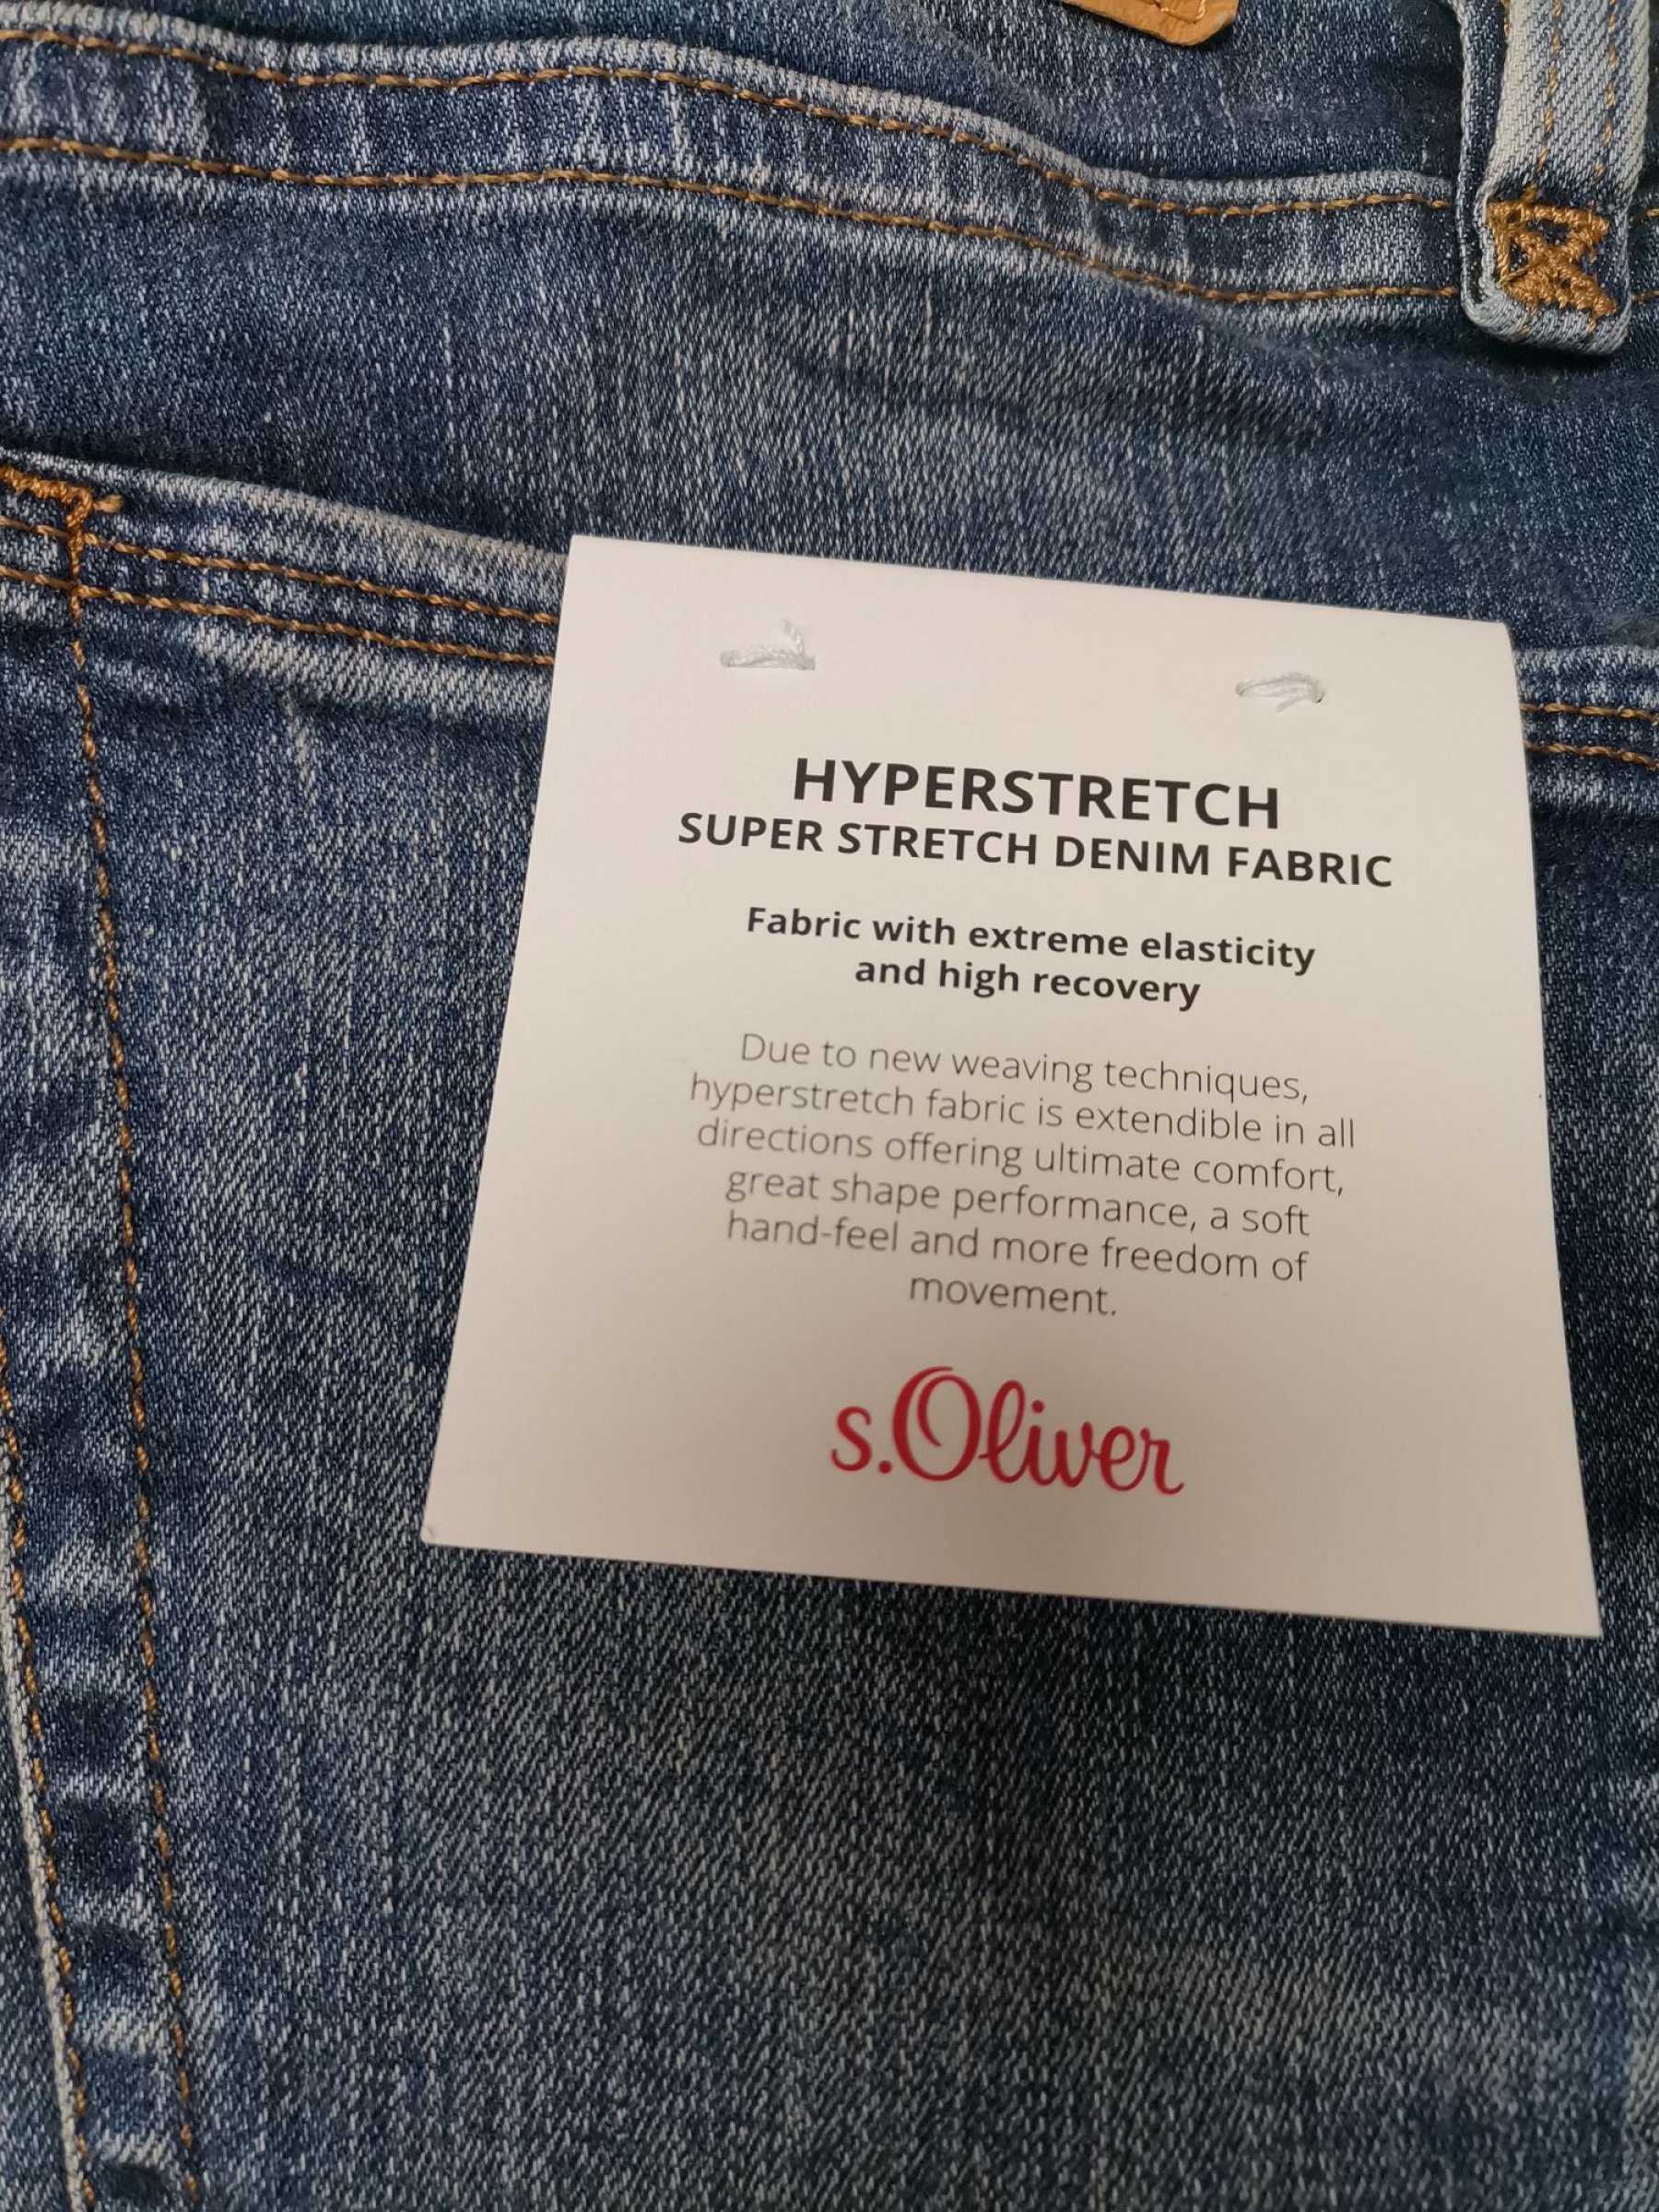 HYPERSTRETCH
SUPER STRETCH DENIM FABRIC
Fabric with extreme elasticity
and high recovery
Due to new weaving techniques,
hyperstretch fabric is extendible in all
directions offering ultimate comfort,
great shape performance, a soft
hand-feel and more freedom of
movement.
s.Oliver